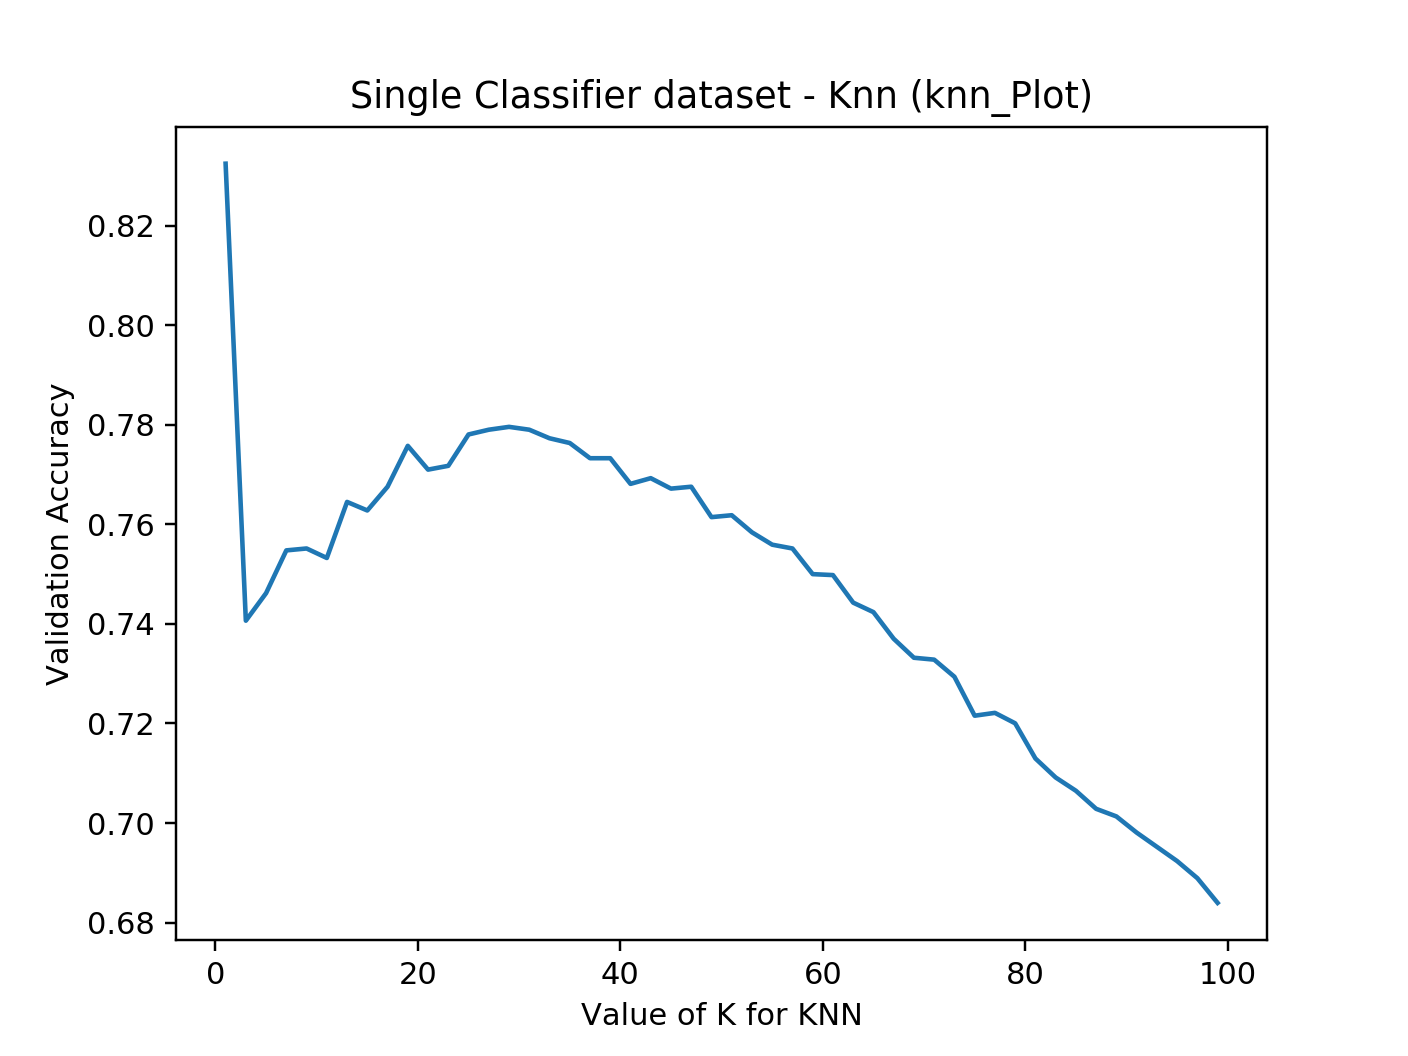 Single Classifier dataset - Knn (knn_Plot)
0.82
0.80
0.78
0.76
0.74
0.72
0.70
0.68
Validation Accuracy
0 20 40 60 80 100
Value of K for KNN